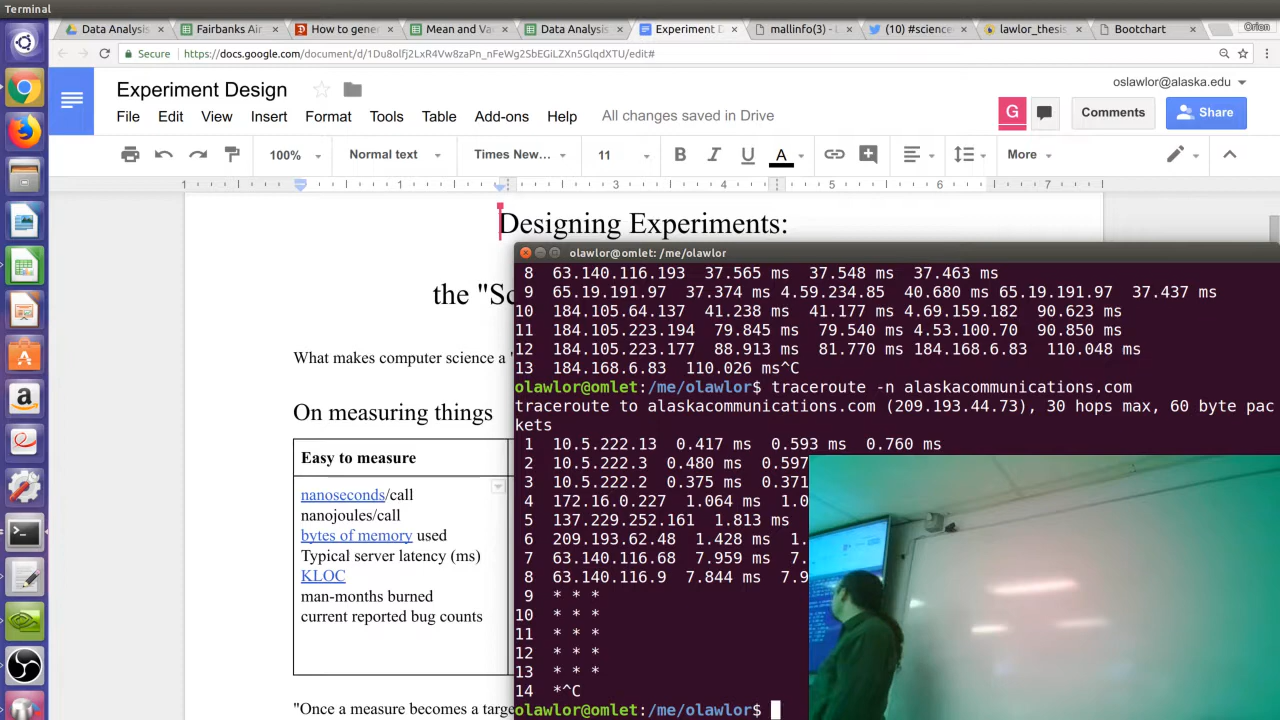 Terminal
Data Analysis
Fairbanks Air
How to gene
Mean and Va
Data Analysis
Experiment D
mallinfo(3) - L
(10) #science
lawlor_thesis
Bootchart
Orion
Secure
https://docs.google.com/document/d/1Du8olfj2LxR4Vw8zaPn_nFeWg2SbEGiLZXn5GlqdXTU/edit#
Experiment Design
oslawlor@alaska.edu
File Edit View Insert Format Tools Table Add-ons Help All changes saved in Drive
G
Comments
Share
100% Normal text Times New... 11 B I U A More
1 1 2 3 4 5 6 7
Designing Experiments:
the "Sc
What makes computer science a "
On measuring things
Easy to measure
nanoseconds/call
nanojoules/call
bytes of memory used
Typical server latency (ms)
KLOC
man-months burned
current reported bug counts
"Once a measure becomes a targe
olawlor@omlet: /me/olawlor
8 63.140.116.193 37.565 ms 37.548 ms 37.463 ms
9 65.19.191.97 37.374 ms 4.59.234.85 40.680 ms 65.19.191.97 37.437 ms
10 184.105.64.137 41.238 ms 41.177 ms 4.69.159.182 90.623 ms
11 184.105.223.194 79.845 ms 79.540 ms 4.53.100.70 90.850 ms
12 184.105.223.177 88.913 ms 81.770 ms 184.168.6.83 110.048 ms
13 184.168.6.83 110.026 ms^C
olawlor@omlet:/me/olawlor$ traceroute -n alaskacommunications.com
traceroute to alaskacommunications.com (209.193.44.73), 30 hops max, 60 byte pac
kets
1 10.5.222.13 0.417 ms 0.593 ms 0.760 ms
2 10.5.222.3 0.480 ms 0.597
3 10.5.222.2 0.375 ms 0.371
4 172.16.0.227 1.064 ms 1.0
5 137.229.252.161 1.813 ms
6 209.193.62.48 1.428 ms 1.
7 63.140.116.68 7.959 ms 7.
8 63.140.116.9 7.844 ms 7.9
9 * * *
10 * * *
11 * * *
12 * * *
13 * * *
14 *^C
olawlor@omlet:/me/olawlor$